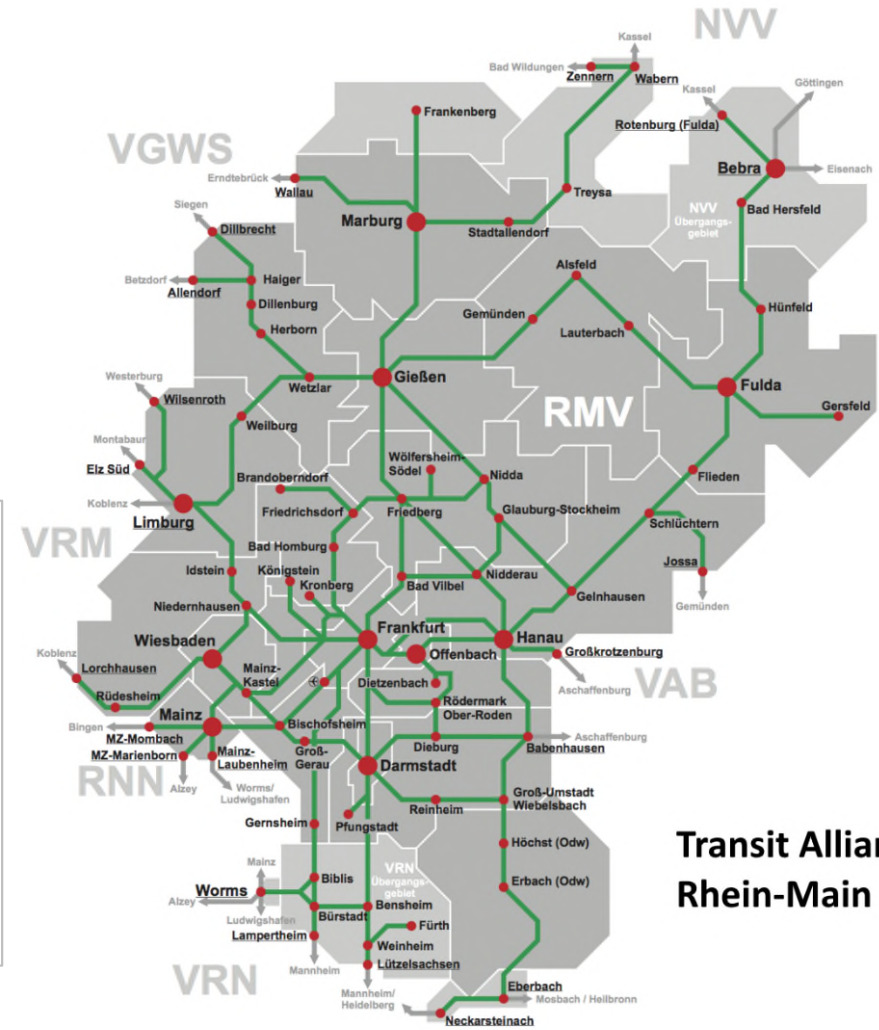 NVV
Kassel
Bad Wildungen
Zennern
Wabern
Göttingen
Kassel
Frankenberg
Rotenburg (Fulda)
VGWS
Bebra
Eisenach
Erndtebrück
Wallau
Treysa
NVV
Übergangs-
gebiet
Bad Hersfeld
Siegen
Marburg
Stadtallendorf
Dillbrecht
Alsfeld
Betzdorf
Haiger
Allendorf
Dillenburg
Gemünden
Hünfeld
Lauterbach
Herborn
Gießen
Fulda
Westerburg
Wetzlar
Wilsenroth
RMV
Gersfeld
Weilburg
Montabaur
Wölfersheim-
Södel
Elz Süd
Brandoberndorf
Nidda
Flieden
Koblenz
Friedrichsdorf
Friedberg
Glauburg-Stockheim
Limburg
Schlüchtern
VRM
Bad Homburg
Idstein
Königstein
Jossa
Kronberg
Bad Vilbel
Nidderau
Niedernhausen
Gelnhausen
Gemünden
Frankfurt
Hanau
Wiesbaden
Offenbach
Großkrotzenburg
Koblenz
Lorchhausen
Mainz-
Kastel
Dietzenbach
VAB
Aschaffenburg
Rüdesheim
Rödermark
Ober-Roden
Mainz
Bischofsheim
Bingen
MZ-Mombach
Aschaffenburg
Dieburg
Babenhausen
MZ-Marienborn
Mainz-
Laubenheim
Groß-
Gerau
Darmstadt
RNN
Alzey
Worms/
Ludwigshafen
Groß-Umstadt
Wiebelsbach
Reinheim
Gernsheim
Pfungstadt
Höchst (Odw)
Transit Allian
Mainz
VRN
Übergangs-
gebiet
Biblis
Erbach (Odw)
Rhein-Main
Worms
Alzey
Bensheim
Ludwigshafen
Bürstadt
Fürth
Lampertheim
Weinheim
Lützelsachsen
VRN
Mannheim
Mannheim/
Heidelberg
Eberbach
Mosbach / Heilbronn
Neckarsteinach